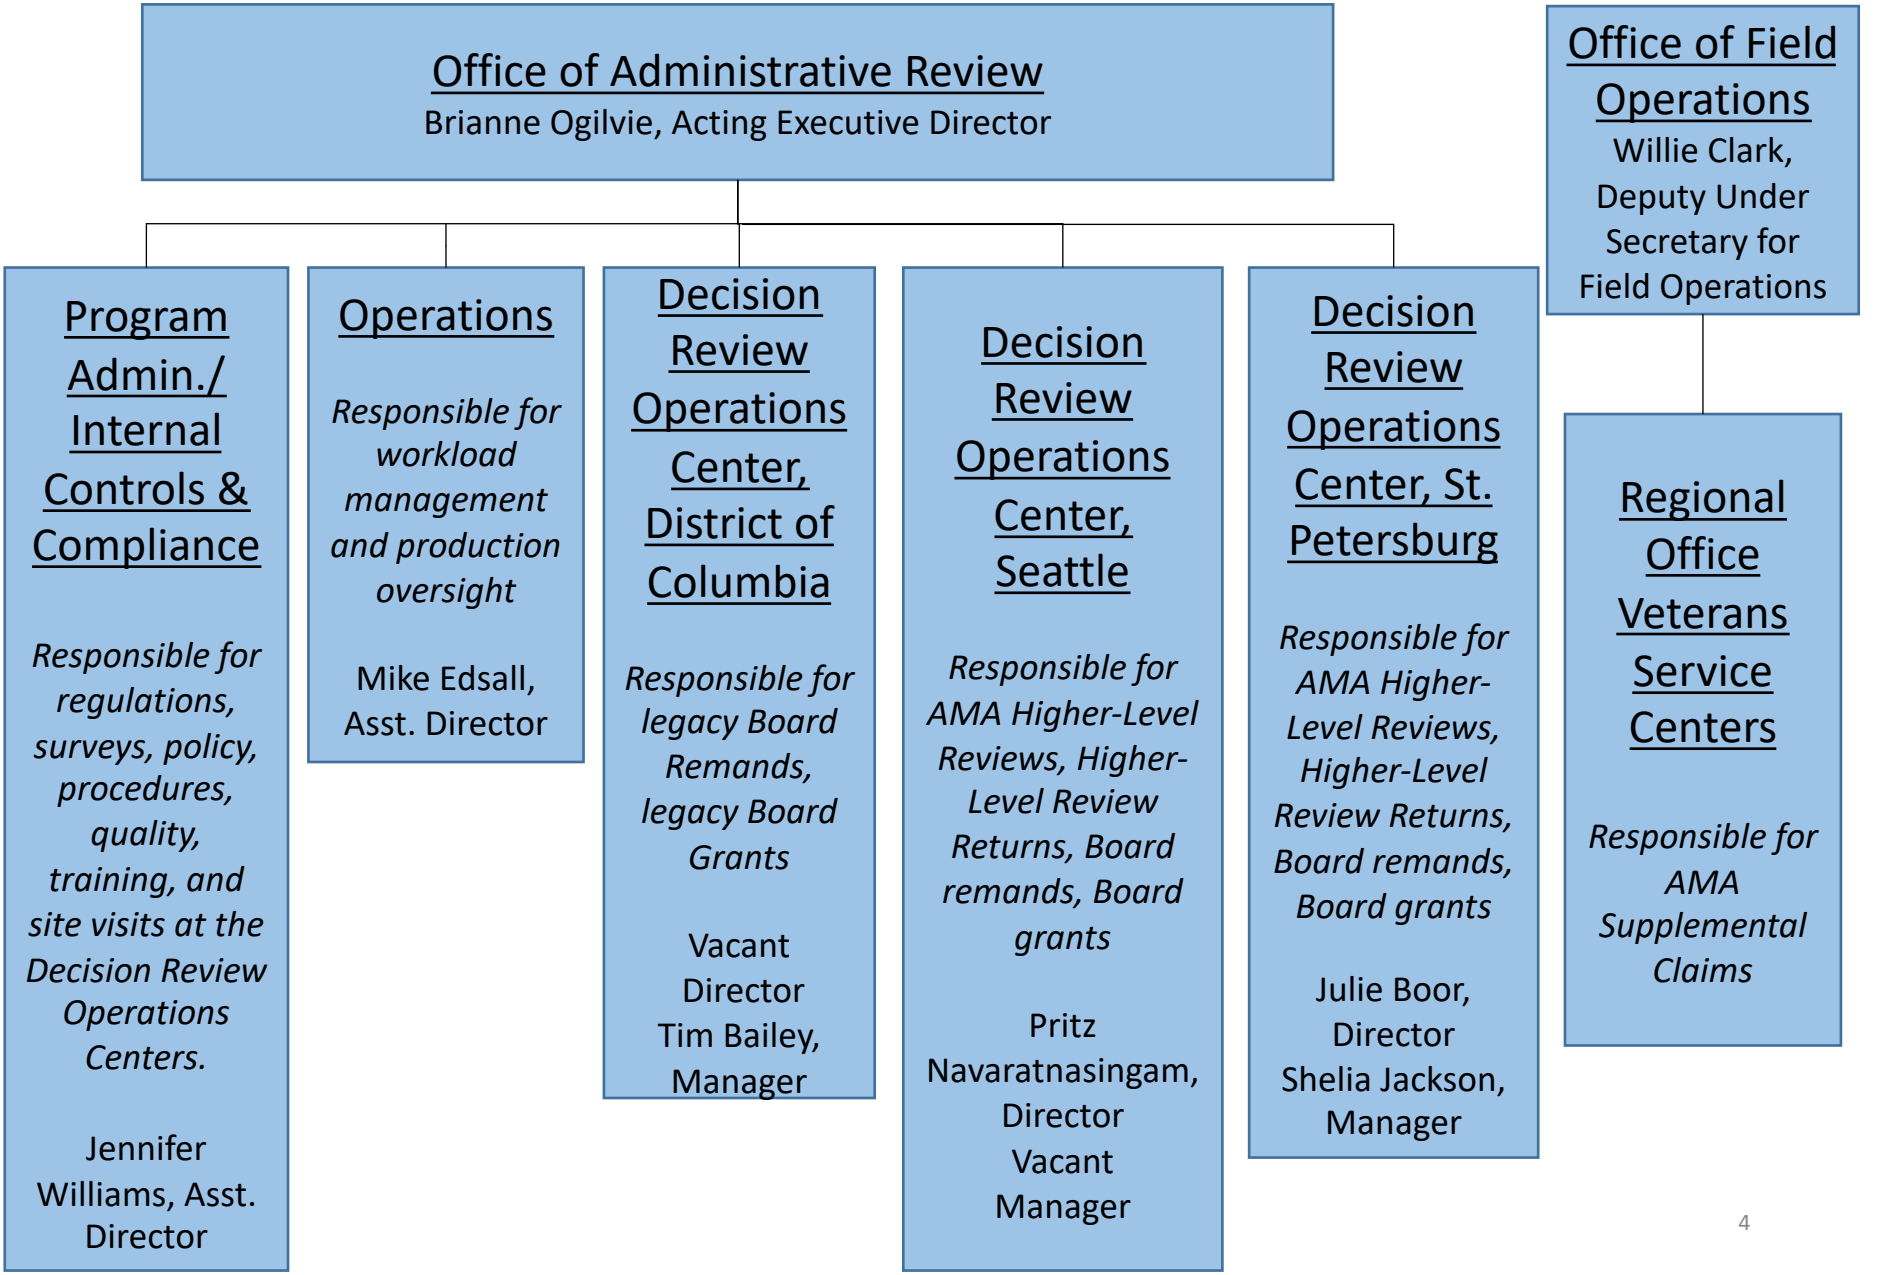 Office of Administrative Review
Brianne Ogilvie, Acting Executive Director
Office of Field
Operations
Willie Clark,
Deputy Under
Secretary for
Field Operations
Program
Admin./
Internal
Controls &
Compliance
Responsible for
regulations,
surveys, policy,
procedures,
quality,
training, and
site visits at the
Decision Review
Operations
Centers.
Jennifer
Williams, Asst.
Director
Operations
Responsible for
workload
management
and production
oversight
Mike Edsall,
Asst. Director
Decision
Review
Operations
Center,
District of
Columbia
Responsible for
legacy Board
Remands,
legacy Board
Grants
Vacant
Director
Tim Bailey,
Manager
Decision
Review
Operations
Center,
Seattle
Responsible for
AMA Higher-Level
Reviews, Higher-
Level Review
Returns, Board
remands, Board
grants
Pritz
Navaratnasingam,
Director
Vacant
Manager
Decision
Review
Operations
Center, St.
Petersburg
Responsible for
AMA Higher-
Level Reviews,
Higher-Level
Review Returns,
Board remands,
Board grants
Julie Boor,
Director
Shelia Jackson,
Manager
Regional
Office
Veterans
Service
Centers
Responsible for
AMA
Supplemental
Claims
4